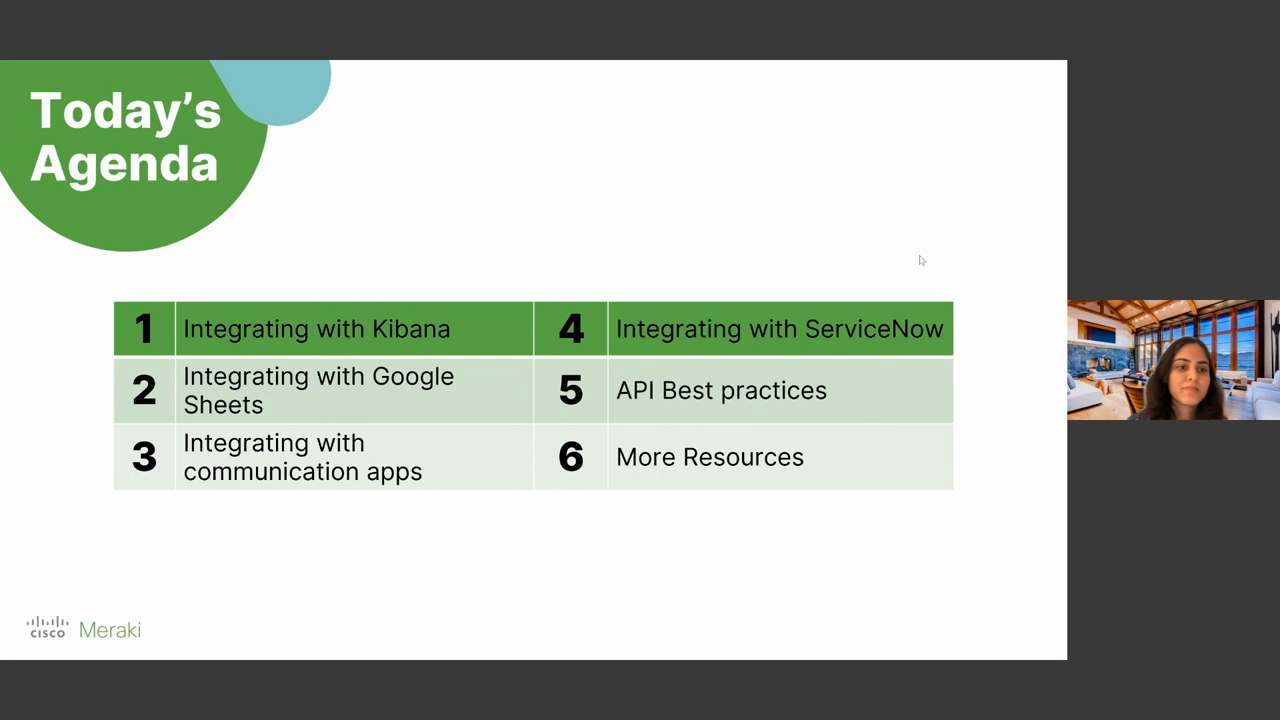 Today's
Agenda
1 Integrating with Kibana
2 Integrating with Google
Sheets
3 Integrating with
communication apps
4 Integrating with ServiceNow
5 API Best practices
6 More Resources
cisco Meraki